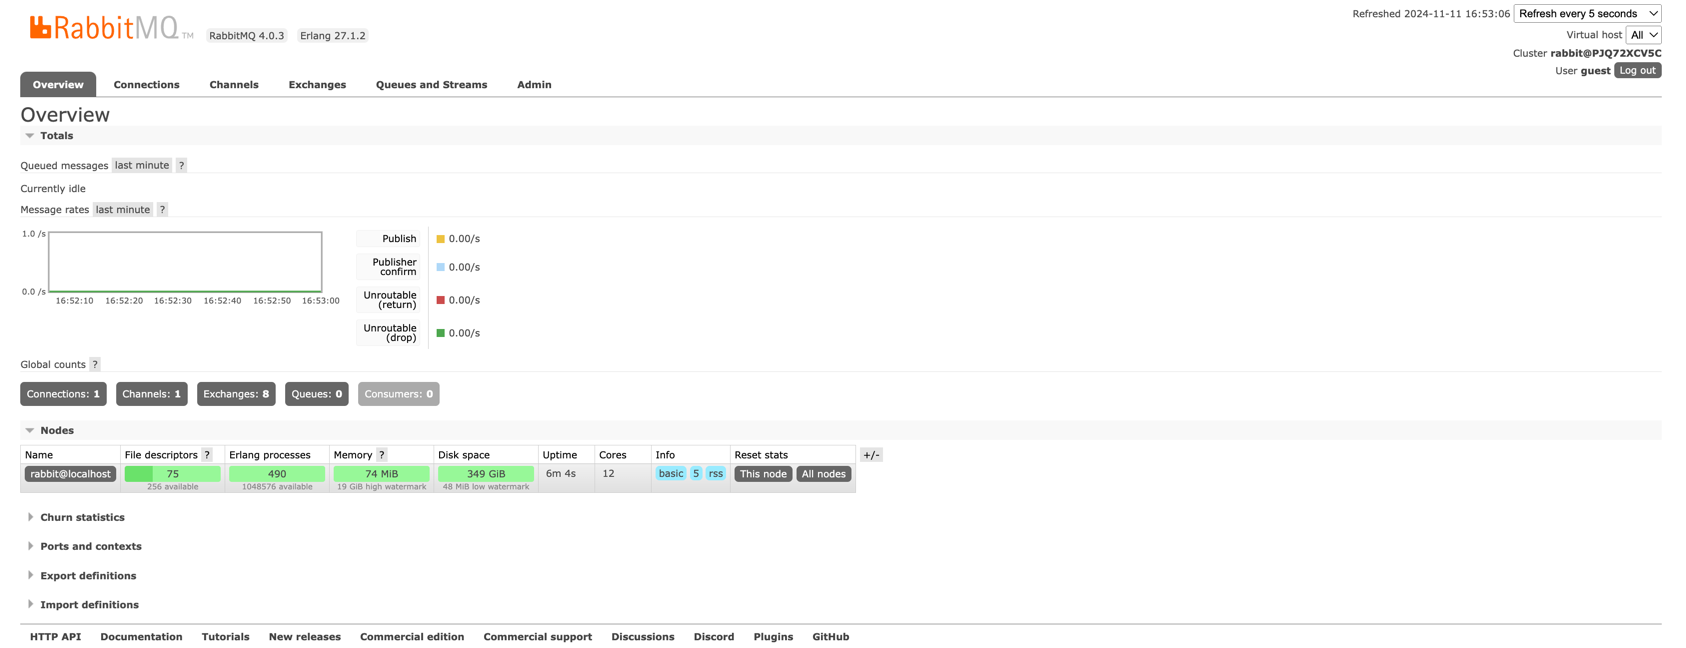 RabbitMQ TM RabbitMQ 4.0.3 Erlang 27.1.2
Refreshed 2024-11-11 16:53:06 Refresh every 5 seconds
Virtual host All
Cluster rabbit@PJQ72XCV5C
User guest Log out
Overview Connections Channels Exchanges Queues and Streams Admin
Overview
Totals
Queued messages last minute ?
Currently idle
Message rates last minute ?
1.0 /s
0.0 /s
16:52:10 16:52:20 16:52:30 16:52:40 16:52:50 16:53:00
Publish 0.00/s
Publisher
confirm 0.00/s
Unroutable
(return) 0.00/s
Unroutable
(drop) 0.00/s
Global counts ?
Connections: 1 Channels: 1 Exchanges: 8 Queues: 0 Consumers: 0
Nodes
Name File descriptors ? Erlang processes Memory ? Disk space Uptime Cores Info Reset stats +/-
rabbit@localhost 75 490 74 MiB 349 GiB 6m 4s 12 basic 5 rss This node All nodes
256 available 1048576 available 19 GiB high watermark 48 MiB low watermark
Churn statistics
Ports and contexts
Export definitions
Import definitions
HTTP API Documentation Tutorials New releases Commercial edition Commercial support Discussions Discord Plugins GitHub